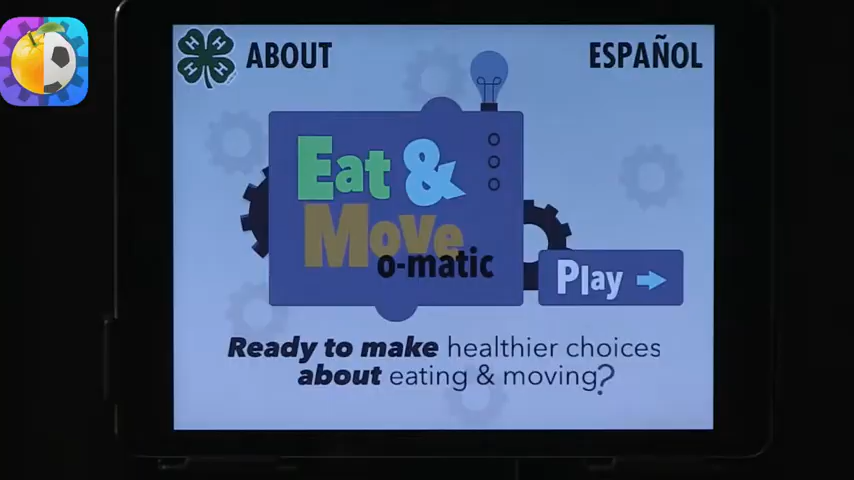 ABOUT
ESPAÑOL
H H H H
Eat &
Move
o-matic
Play
Ready to make healthier choices
about eating & moving?